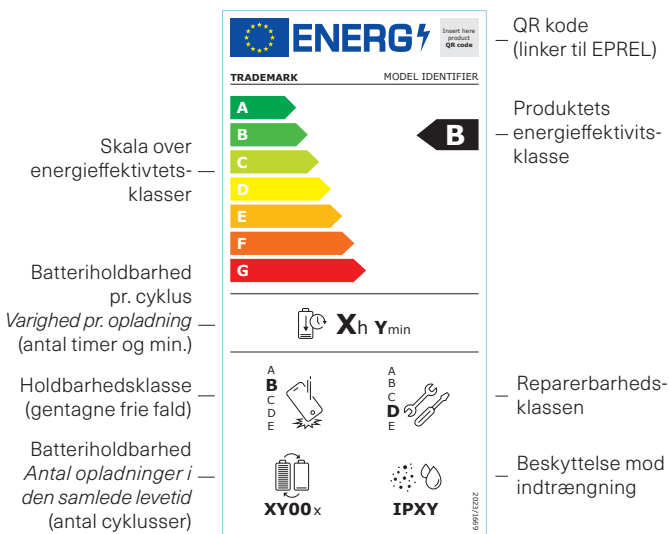 ENERG
Insert here
product
QR code
TRADEMARK
MODEL IDENTIFIER
A
B
C
D
E
F
G
B
Xh Ymin
A
B
C
D
E
A
B
C
D
E
XY00x
IPXY
2023/1669
QR kode
(linker til EPREL)
Produktets
energieffektivits-
klasse
Skala over
energieffektivtets-
klasser
Batteriholdbarhed
pr. cyklus
Varighed pr. opladning
(antal timer og min.)
Holdbarhedsklasse
(gentagne frie fald)
Reparerbarheds-
klassen
Batteriholdbarhed
Antal opladninger i
den samlede levetid
(antal cyklusser)
Beskyttelse mod
indtrængning